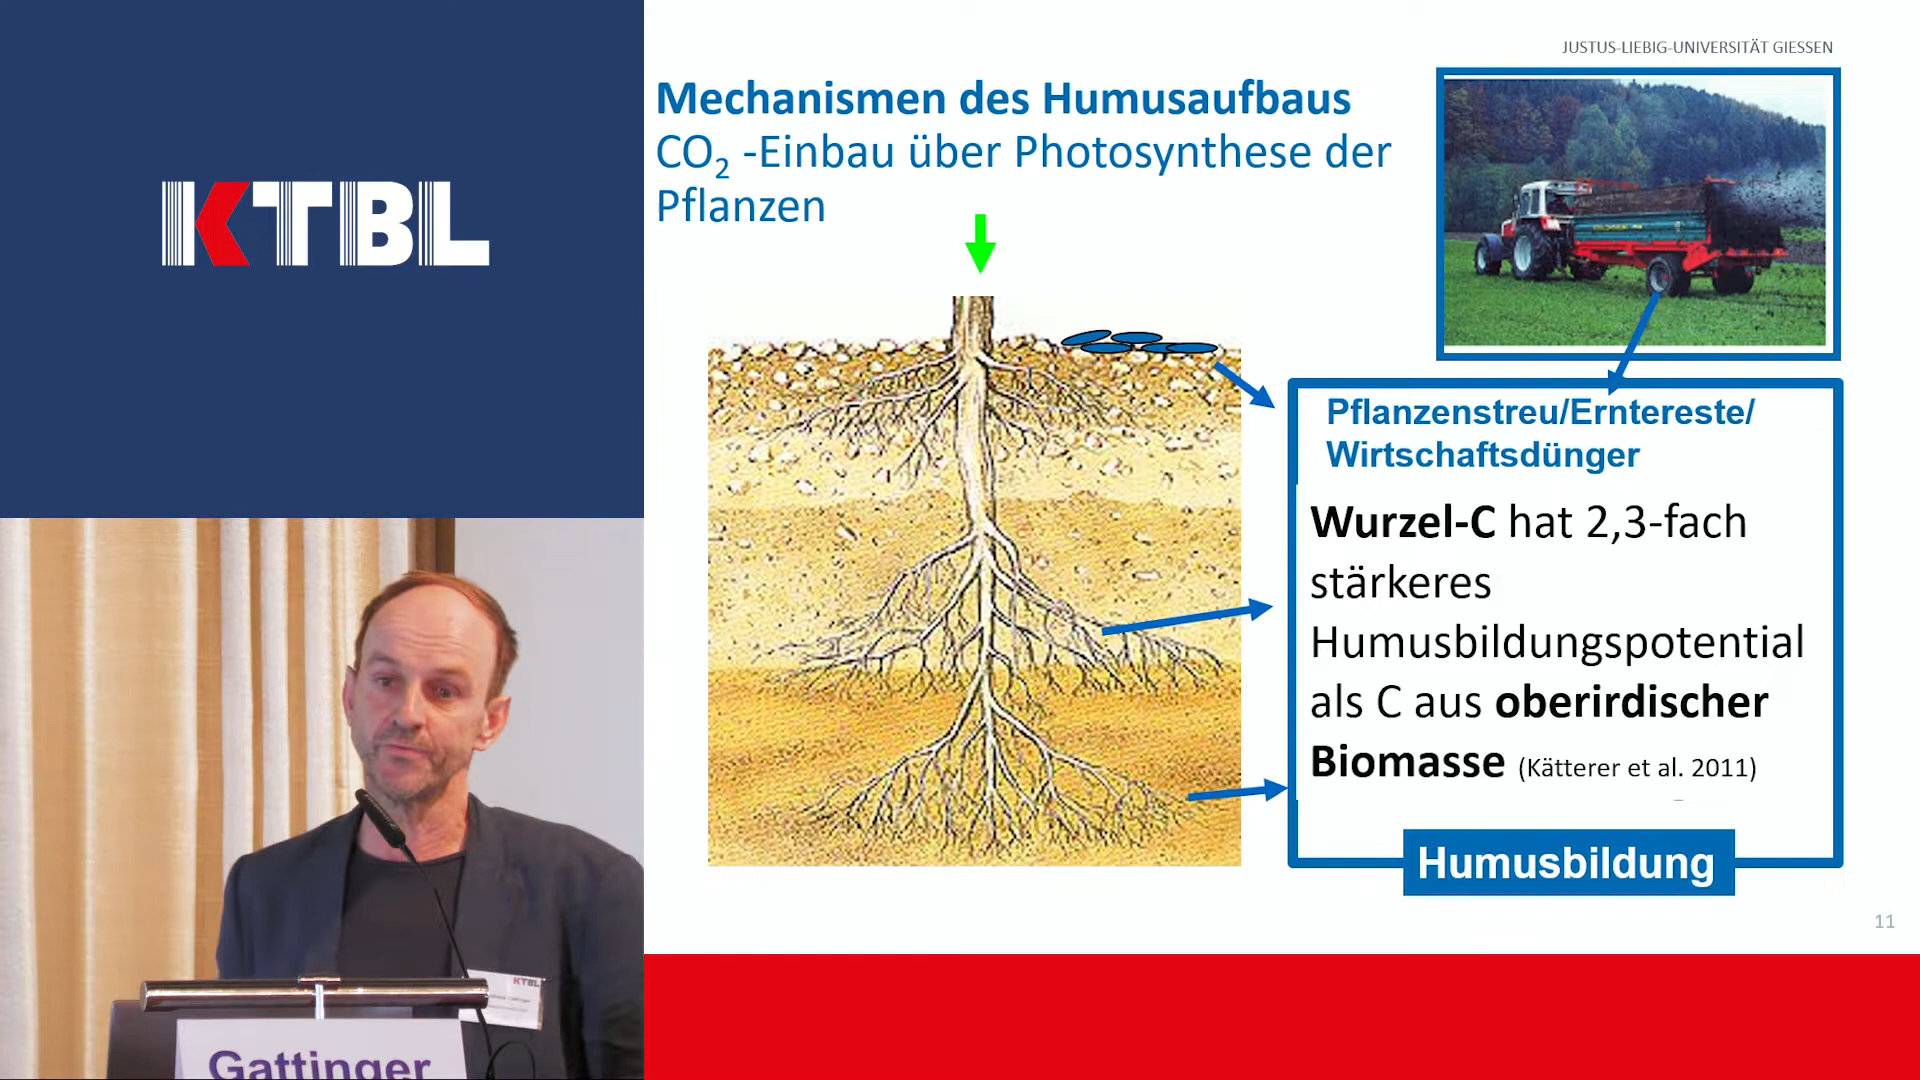 KTBL
JUSTUS-LIEBIG-UNIVERSITÄT GIESSEN
Mechanismen des Humusaufbaus
CO₂ -Einbau über Photosynthese der
Pflanzen
Pflanzenstreu/Erntereste/
Wirtschaftsdünger
Wurzel-C hat 2,3-fach
stärkeres
Humusbildungspotential
als C aus oberirdischer
Biomasse (Kätterer et al. 2011)
Humusbildung
11
KTBL
Gattinger